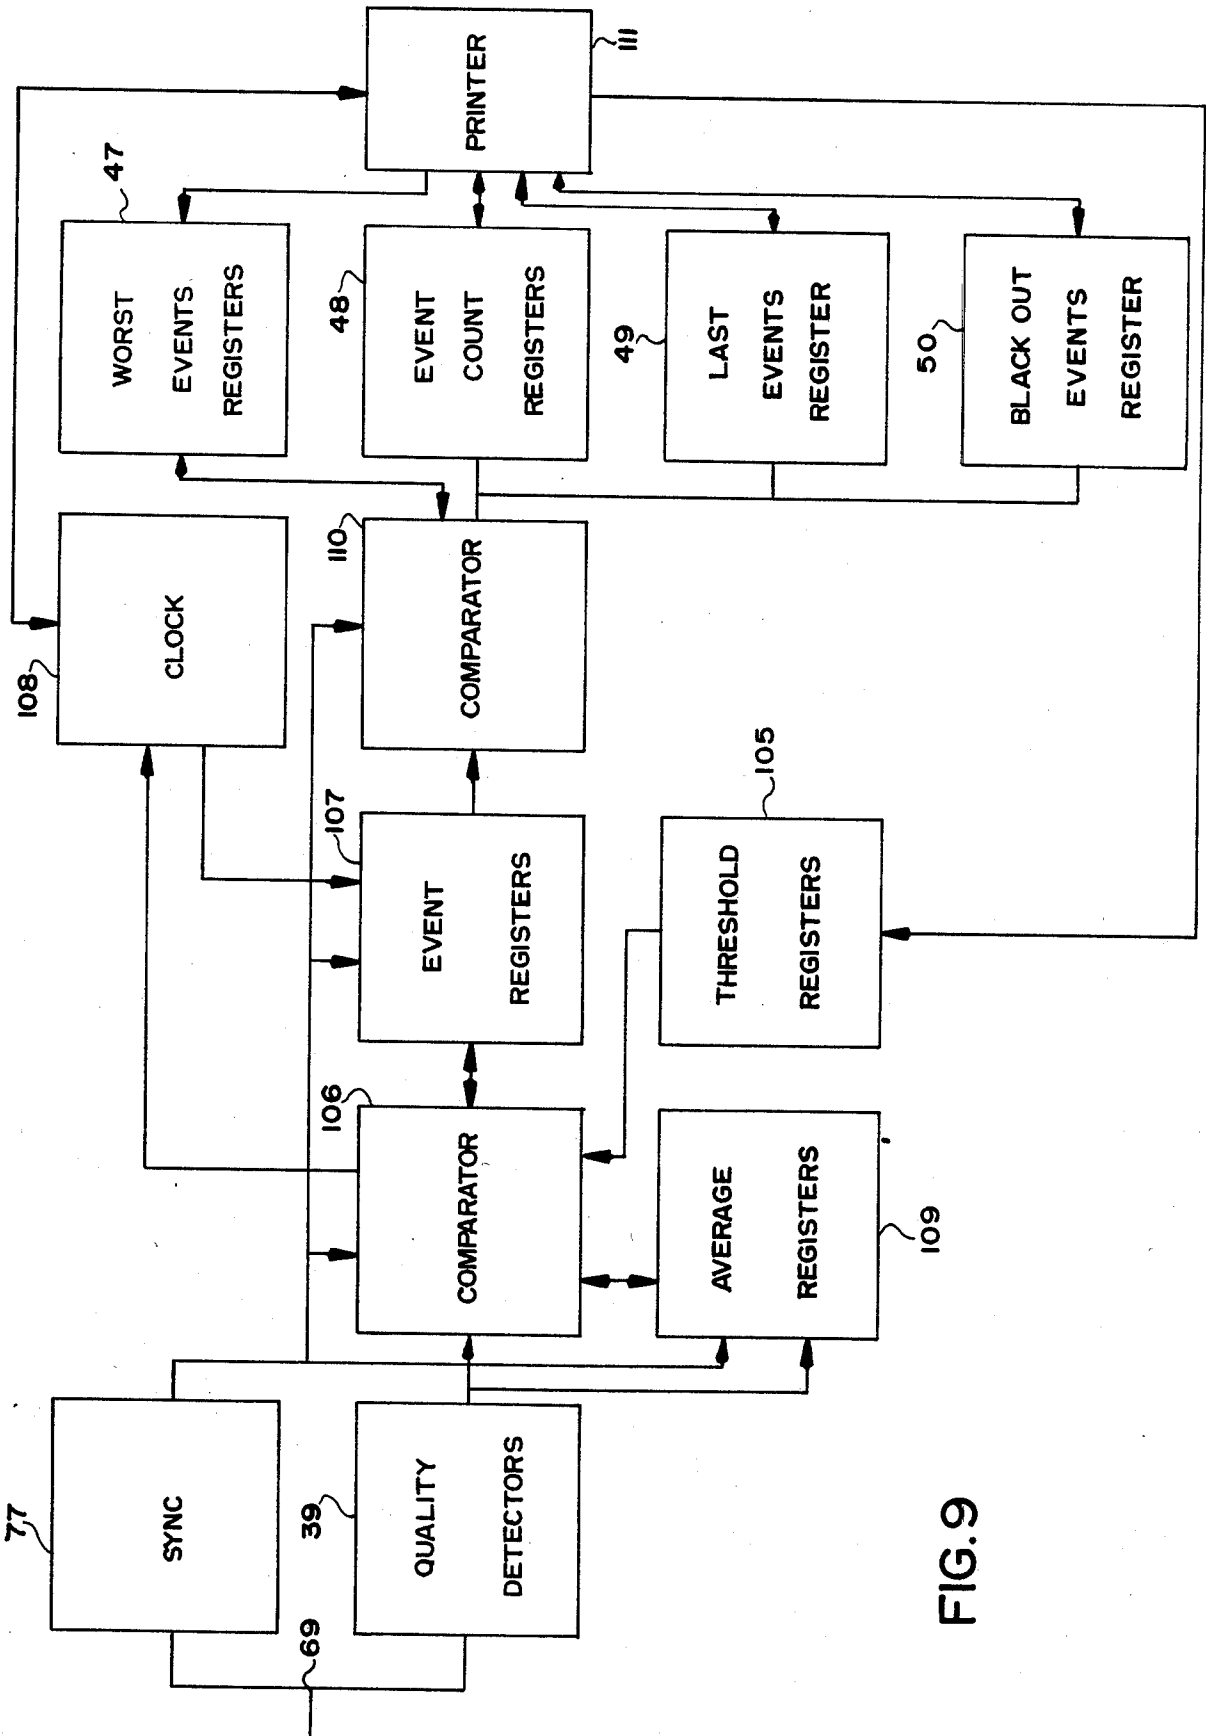 77
SYNC
69
39
QUALITY
DETECTORS
106
COMPARATOR
109
AVERAGE
REGISTERS
107
EVENT
REGISTERS
105
THRESHOLD
REGISTERS
108
CLOCK
110
COMPARATOR
47
WORST
EVENTS
REGISTERS
48
EVENT
COUNT
REGISTERS
49
LAST
EVENTS
REGISTER
50
BLACK OUT
EVENTS
REGISTER
PRINTER
111
FIG.9